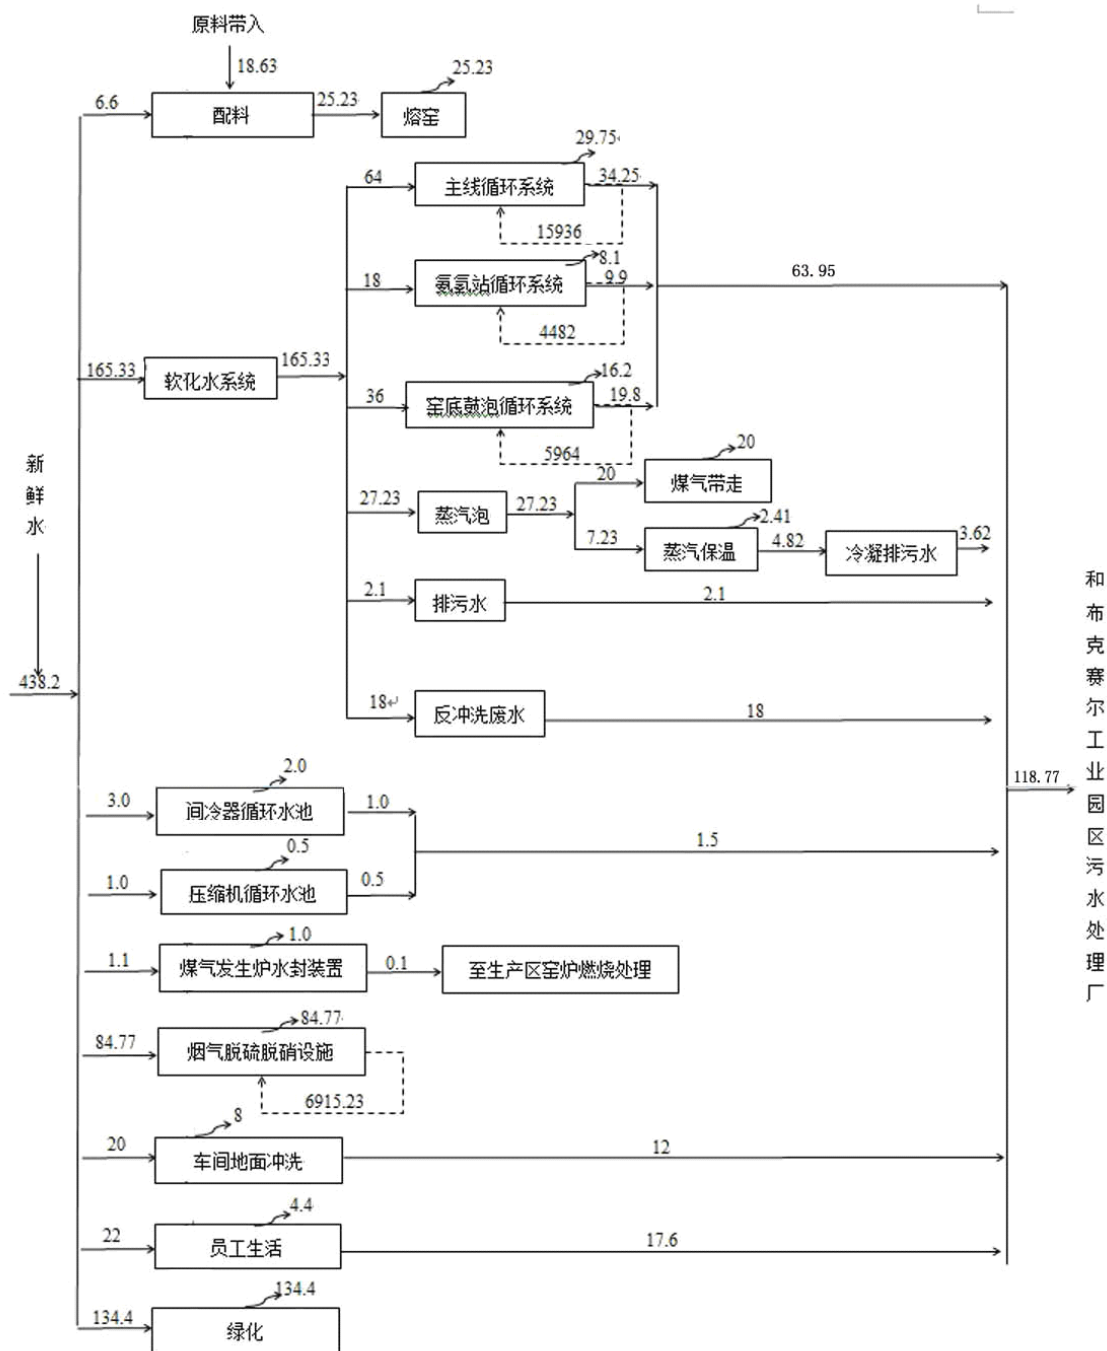 原料带入
18.63
6.6
配料
25.23
熔窑
25.23
29.75
64
主线循环系统
34.25
15936
8.1
18
氨氢站循环系统
9.9
4482
63.95
165.33
软化水系统
165.33
16.2
36
窑底鼓泡循环系统
19.8
5964
20
20
煤气带走
27.23
蒸汽泡
27.23
7.23
2.41
蒸汽保温
4.82
冷凝排污水
3.62
2.1
排污水
2.1
18
反冲洗废水
18
新鲜水
438.2
2.0
3.0
间冷器循环水池
1.0
0.5
1.0
压缩机循环水池
0.5
1.5
1.0
1.1
煤气发生炉水封装置
0.1
至生产区窑炉燃烧处理
84.77
84.77
烟气脱硫脱硝设施
6915.23
8
20
车间地面冲洗
12
4.4
22
员工生活
17.6
134.4
134.4
绿化
118.77
和布克赛尔工业园区污水处理厂